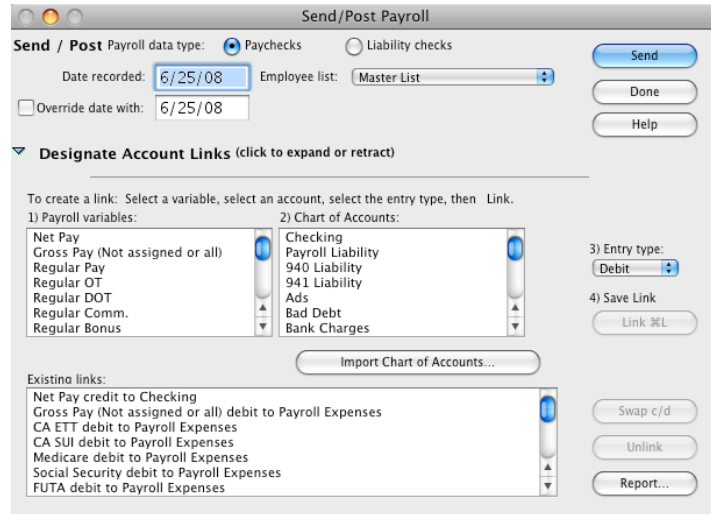 Send/Post Payroll
Send / Post Payroll data type: Paychecks Liability checks
Send
Date recorded: 6/25/08 Employee list: Master List
Done
Override date with: 6/25/08
Help
Designate Account Links (click to expand or retract)
To create a link: Select a variable, select an account, select the entry type, then Link.
1) Payroll variables:
Net Pay
Gross Pay (Not assigned or all)
Regular Pay
Regular OT
Regular DOT
Regular Comm.
Regular Bonus
2) Chart of Accounts:
Checking
Payroll Liability
940 Liability
941 Liability
Ads
Bad Debt
Bank Charges
3) Entry type:
Debit
4) Save Link
Link ⌘L
Import Chart of Accounts...
Existing links:
Net Pay credit to Checking
Gross Pay (Not assigned or all) debit to Payroll Expenses
CA ETT debit to Payroll Expenses
CA SUI debit to Payroll Expenses
Medicare debit to Payroll Expenses
Social Security debit to Payroll Expenses
FUTA debit to Payroll Expenses
Swap c/d
Unlink
Report...